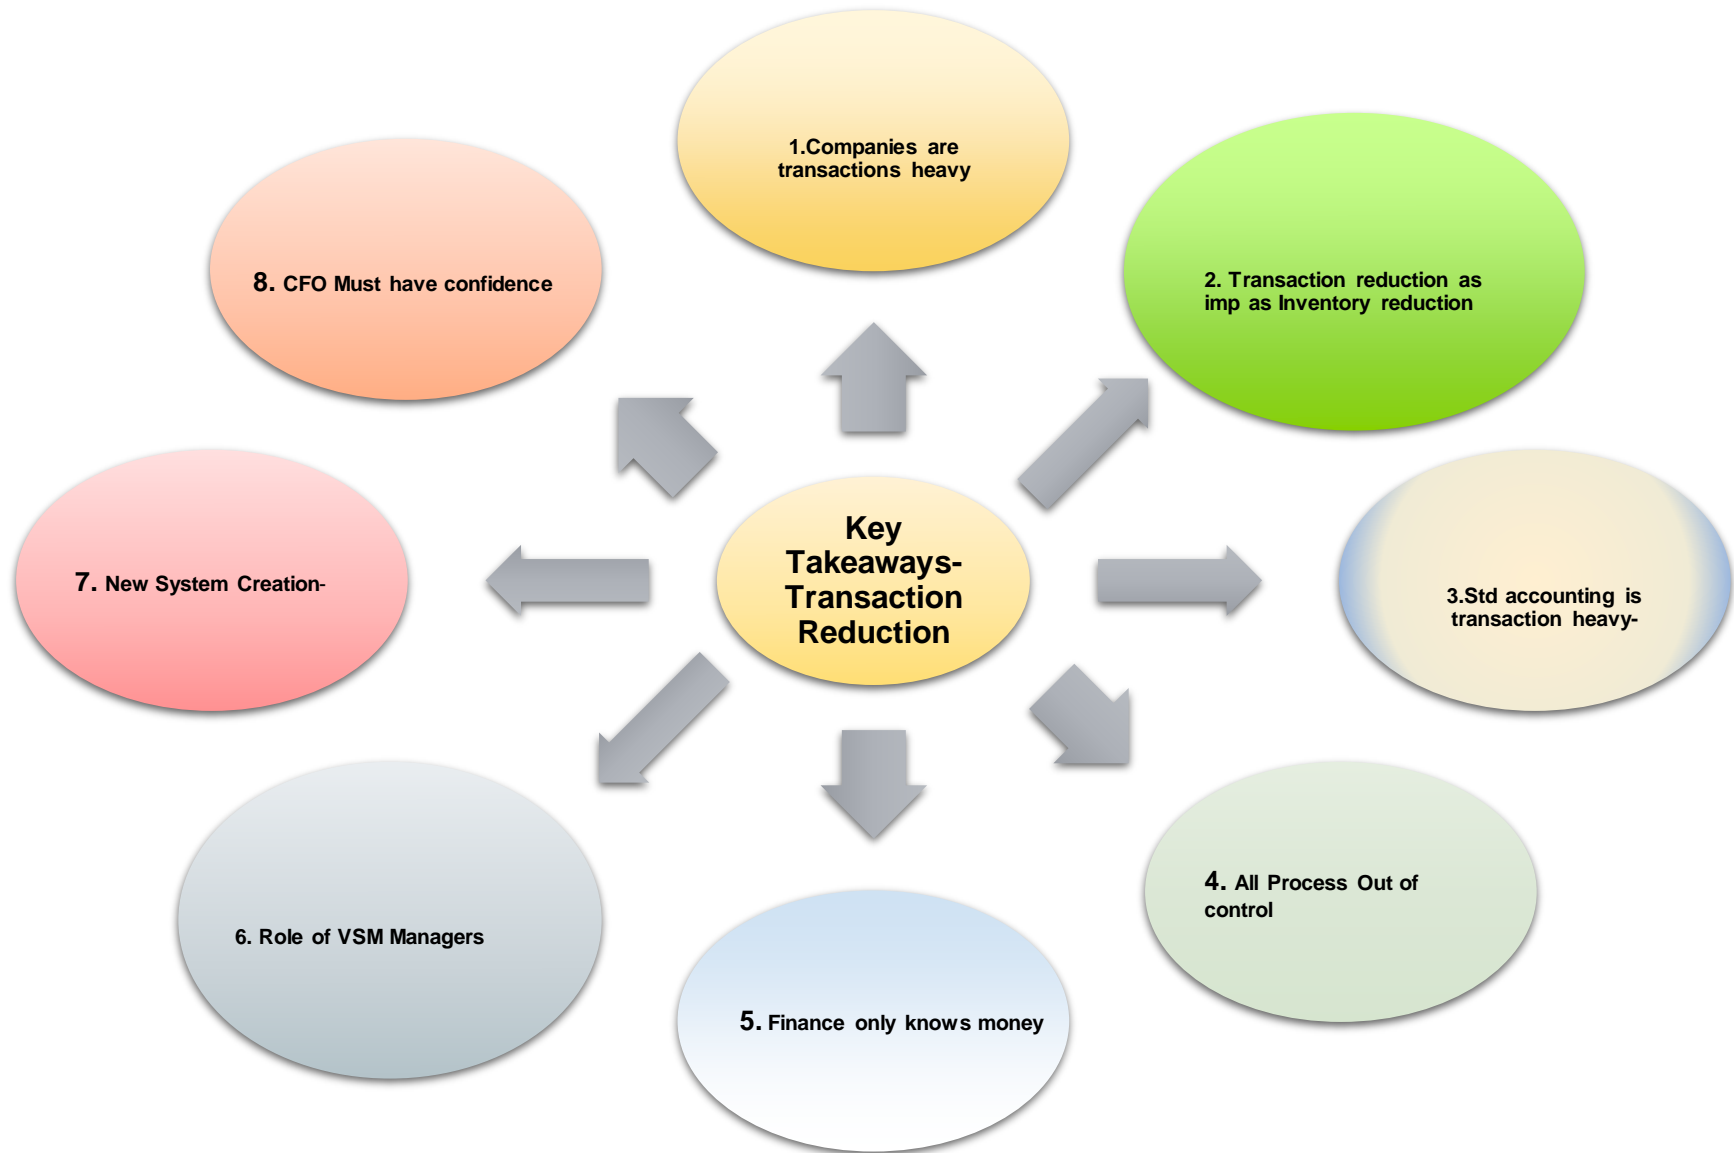 1.Companies are
transactions heavy
2. Transaction reduction as
imp as Inventory reduction
3.Std accounting is
transaction heavy-
4. All Process Out of
control
5. Finance only knows money
6. Role of VSM Managers
7. New System Creation-
8. CFO Must have confidence
Key
Takeaways-
Transaction
Reduction